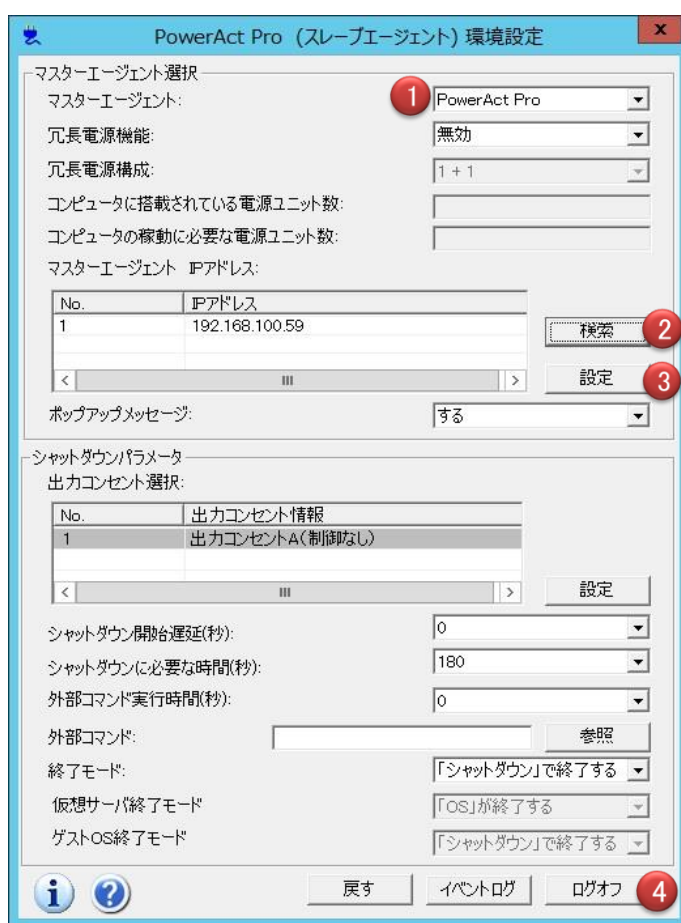 PowerAct Pro (スレーブエージェント) 環境設定
x
マスターエージェント選択
マスターエージェント:
1
PowerAct Pro
冗長電源機能:
無効
冗長電源構成:
1 + 1
コンピュータに搭載されている電源ユニット数:
コンピュータの稼動に必要な電源ユニット数:
マスターエージェント IPアドレス:
No. IPアドレス
1 192.168.100.59
検索
2
設定
3
ポップアップメッセージ:
する
シャットダウンパラメータ
出力コンセント選択:
No. 出力コンセント情報
1 出力コンセントA(制御なし)
設定
シャットダウン開始遅延(秒):
0
シャットダウンに必要な時間(秒):
180
外部コマンド実行時間(秒):
0
外部コマンド:
参照
終了モード:
「シャットダウン」で終了する
仮想サーバ終了モード
「OS」が終了する
ゲストOS終了モード
「シャットダウン」で終了する
戻す
イベントログ
ログオフ
4